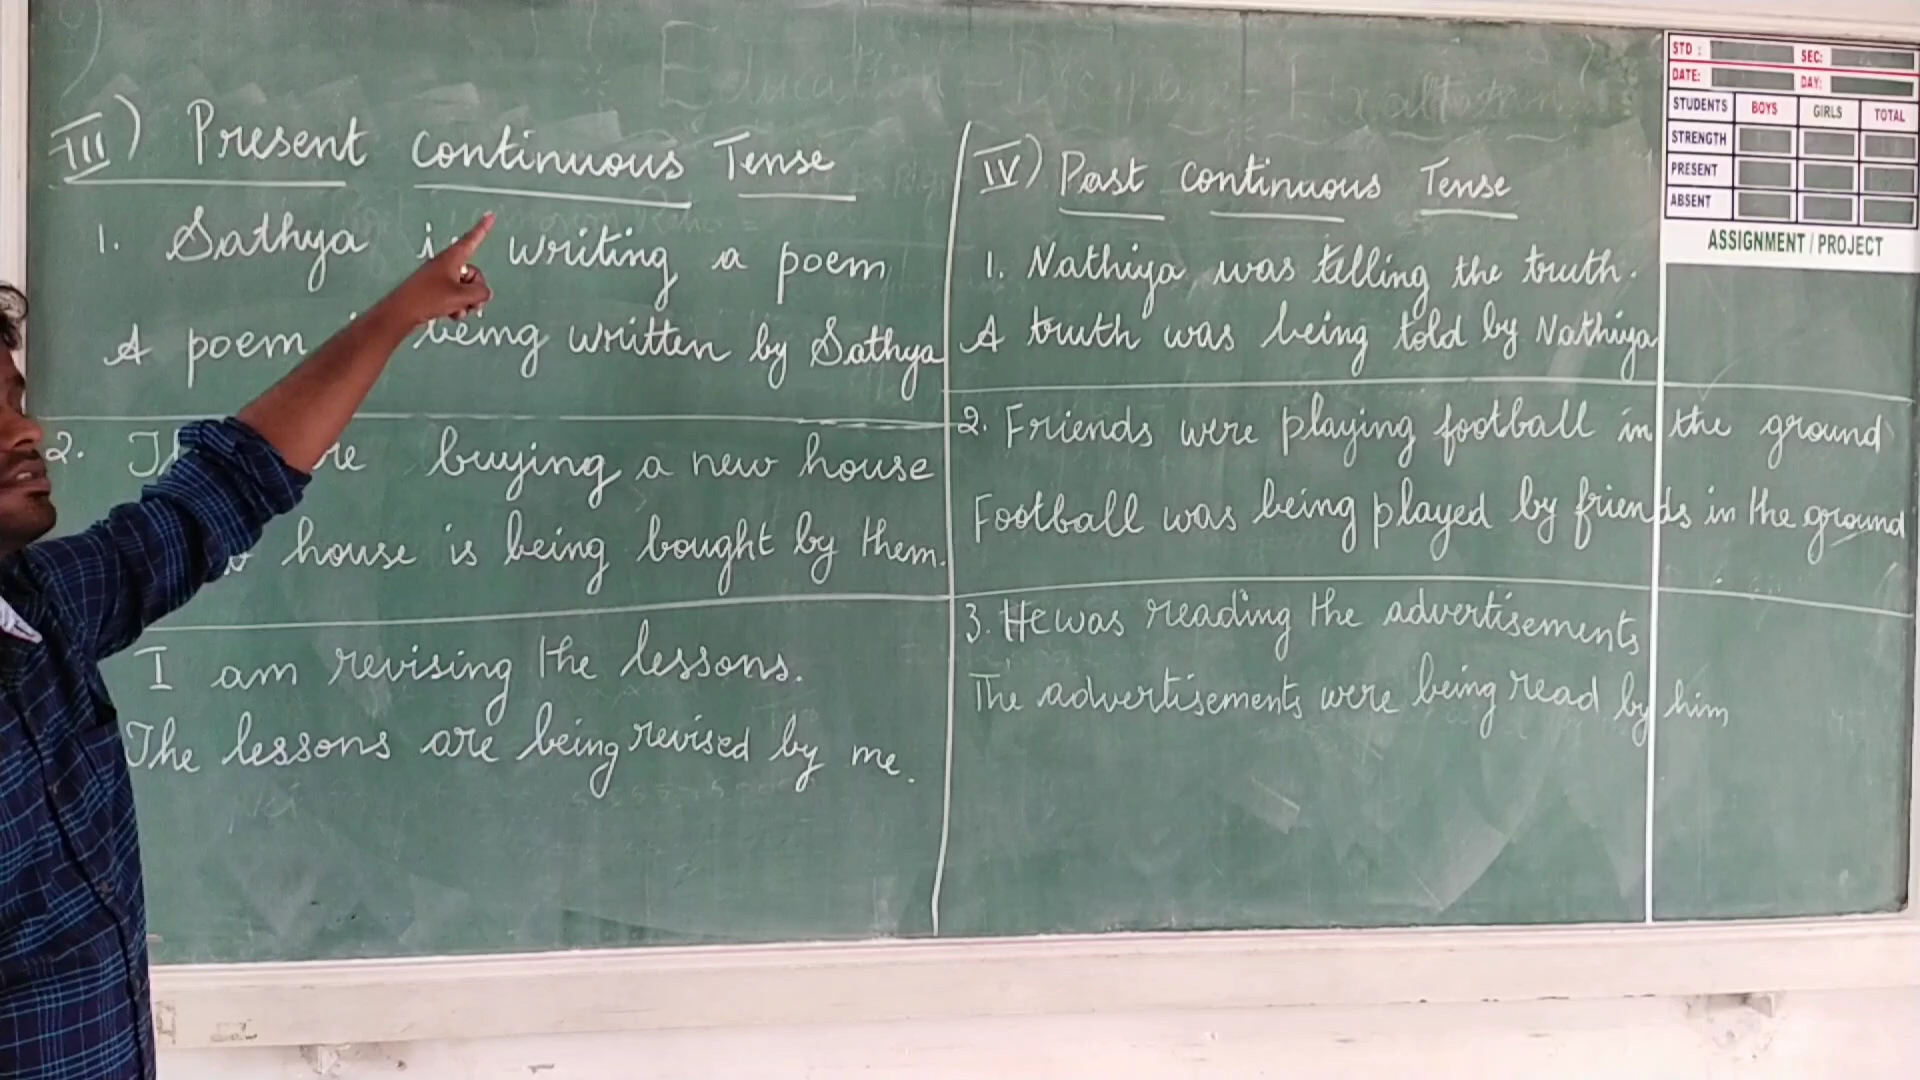 III) Present continuous Tense
1. Sathya is writing a poem
A poem being written by Sathya
2. buying a new house
house is being bought by them.
I am revising the lessons.
The lessons are being revised by me.
IV) Past continuous Tense
1. Nathiya was telling the truth.
A truth was being told by Nathiya
2. Friends were playing football in the ground
Football was being played by friends in the ground
3. He was reading the advertisements
The advertisements were being read by him
STD : SEC:
DATE: DAY:
STUDENTS BOYS GIRLS TOTAL
STRENGTH
PRESENT
ABSENT
ASSIGNMENT / PROJECT